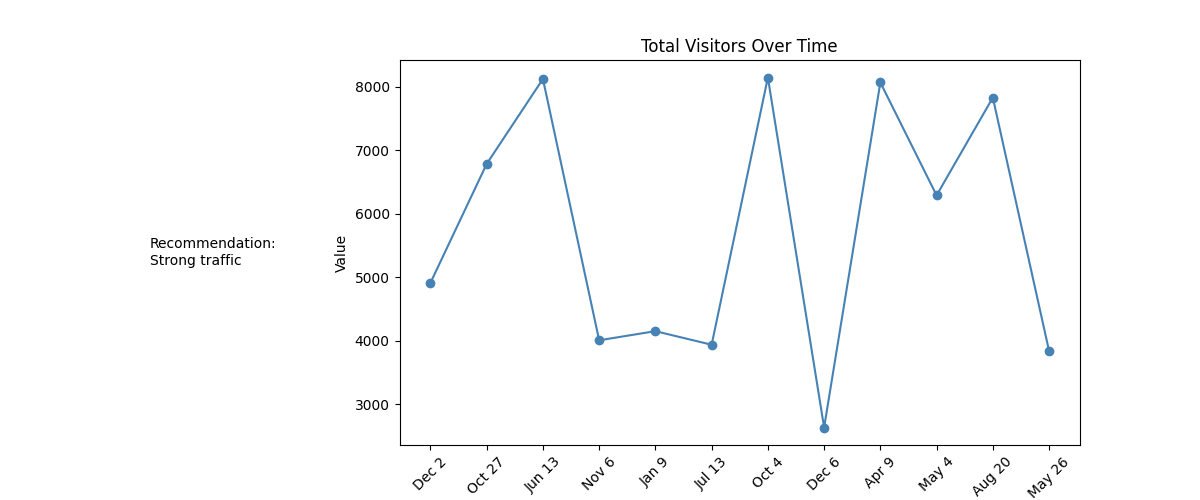 Total Visitors Over Time
Recommendation:
Strong traffic
Value
8000
7000
6000
5000
4000
3000
Dec 2
Oct 27
Jun 13
Nov 6
Jan 9
Jul 13
Oct 4
Dec 6
Apr 9
May 4
Aug 20
May 26